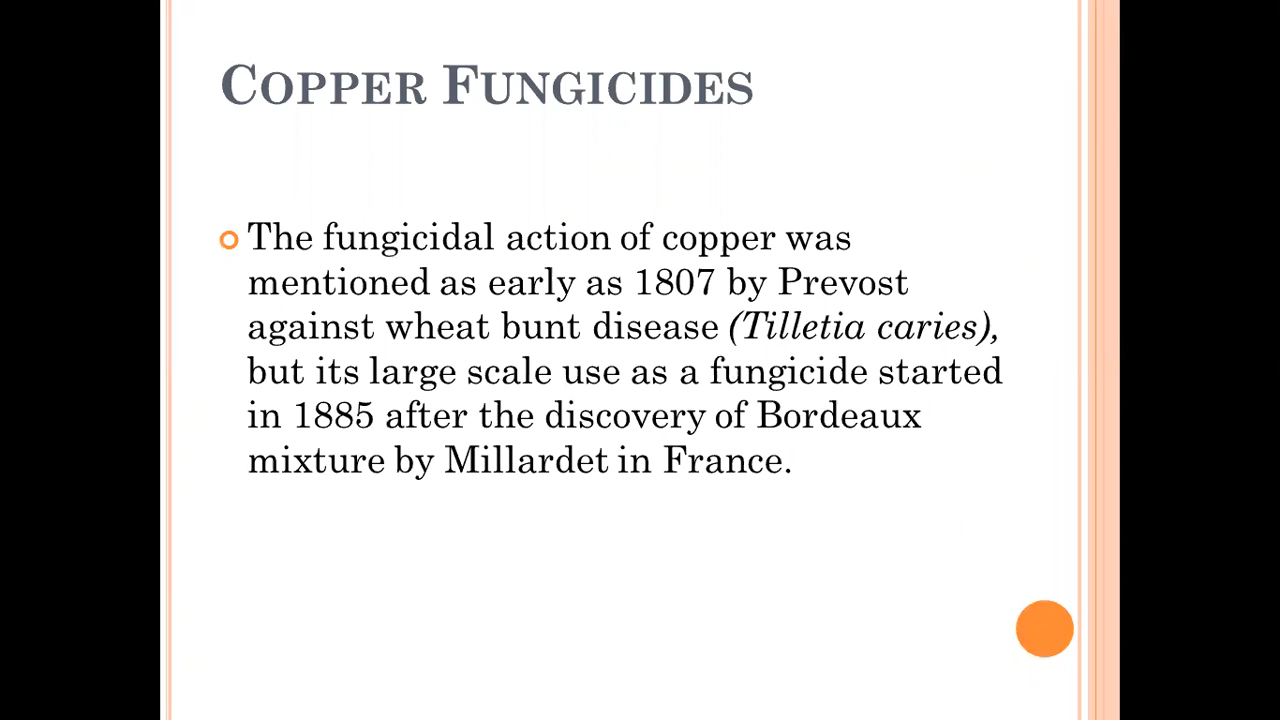 COPPER FUNGICIDES
The fungicidal action of copper was
mentioned as early as 1807 by Prevost
against wheat bunt disease (Tilletia caries),
but its large scale use as a fungicide started
in 1885 after the discovery of Bordeaux
mixture by Millardet in France.